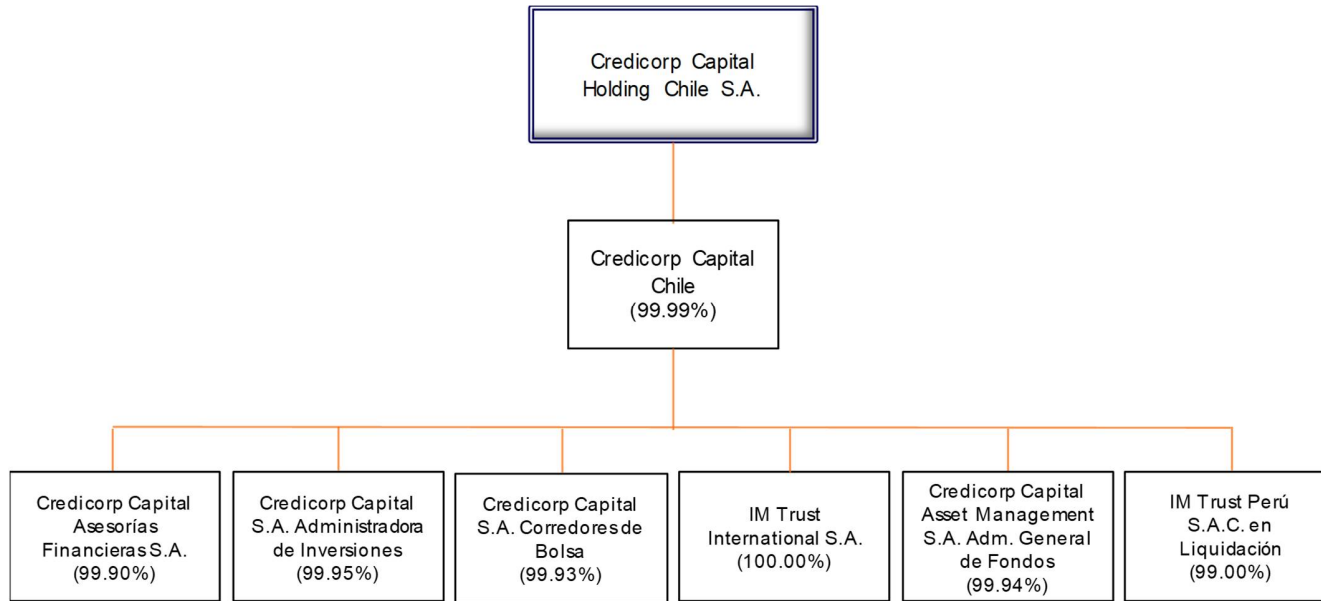 Credicorp Capital
Holding Chile S.A.
Credicorp Capital
Chile
(99.99%)
Credicorp Capital
Asesorías
Financieras S.A.
(99.90%)
Credicorp Capital
S.A. Administradora
de Inversiones
(99.95%)
Credicorp Capital
S.A. Corredores de
Bolsa
(99.93%)
IM Trust
International S.A.
(100.00%)
Credicorp Capital
Asset Management
S.A. Adm. General
de Fondos
(99.94%)
IM Trust Perú
S.A.C. en
Liquidación
(99.00%)